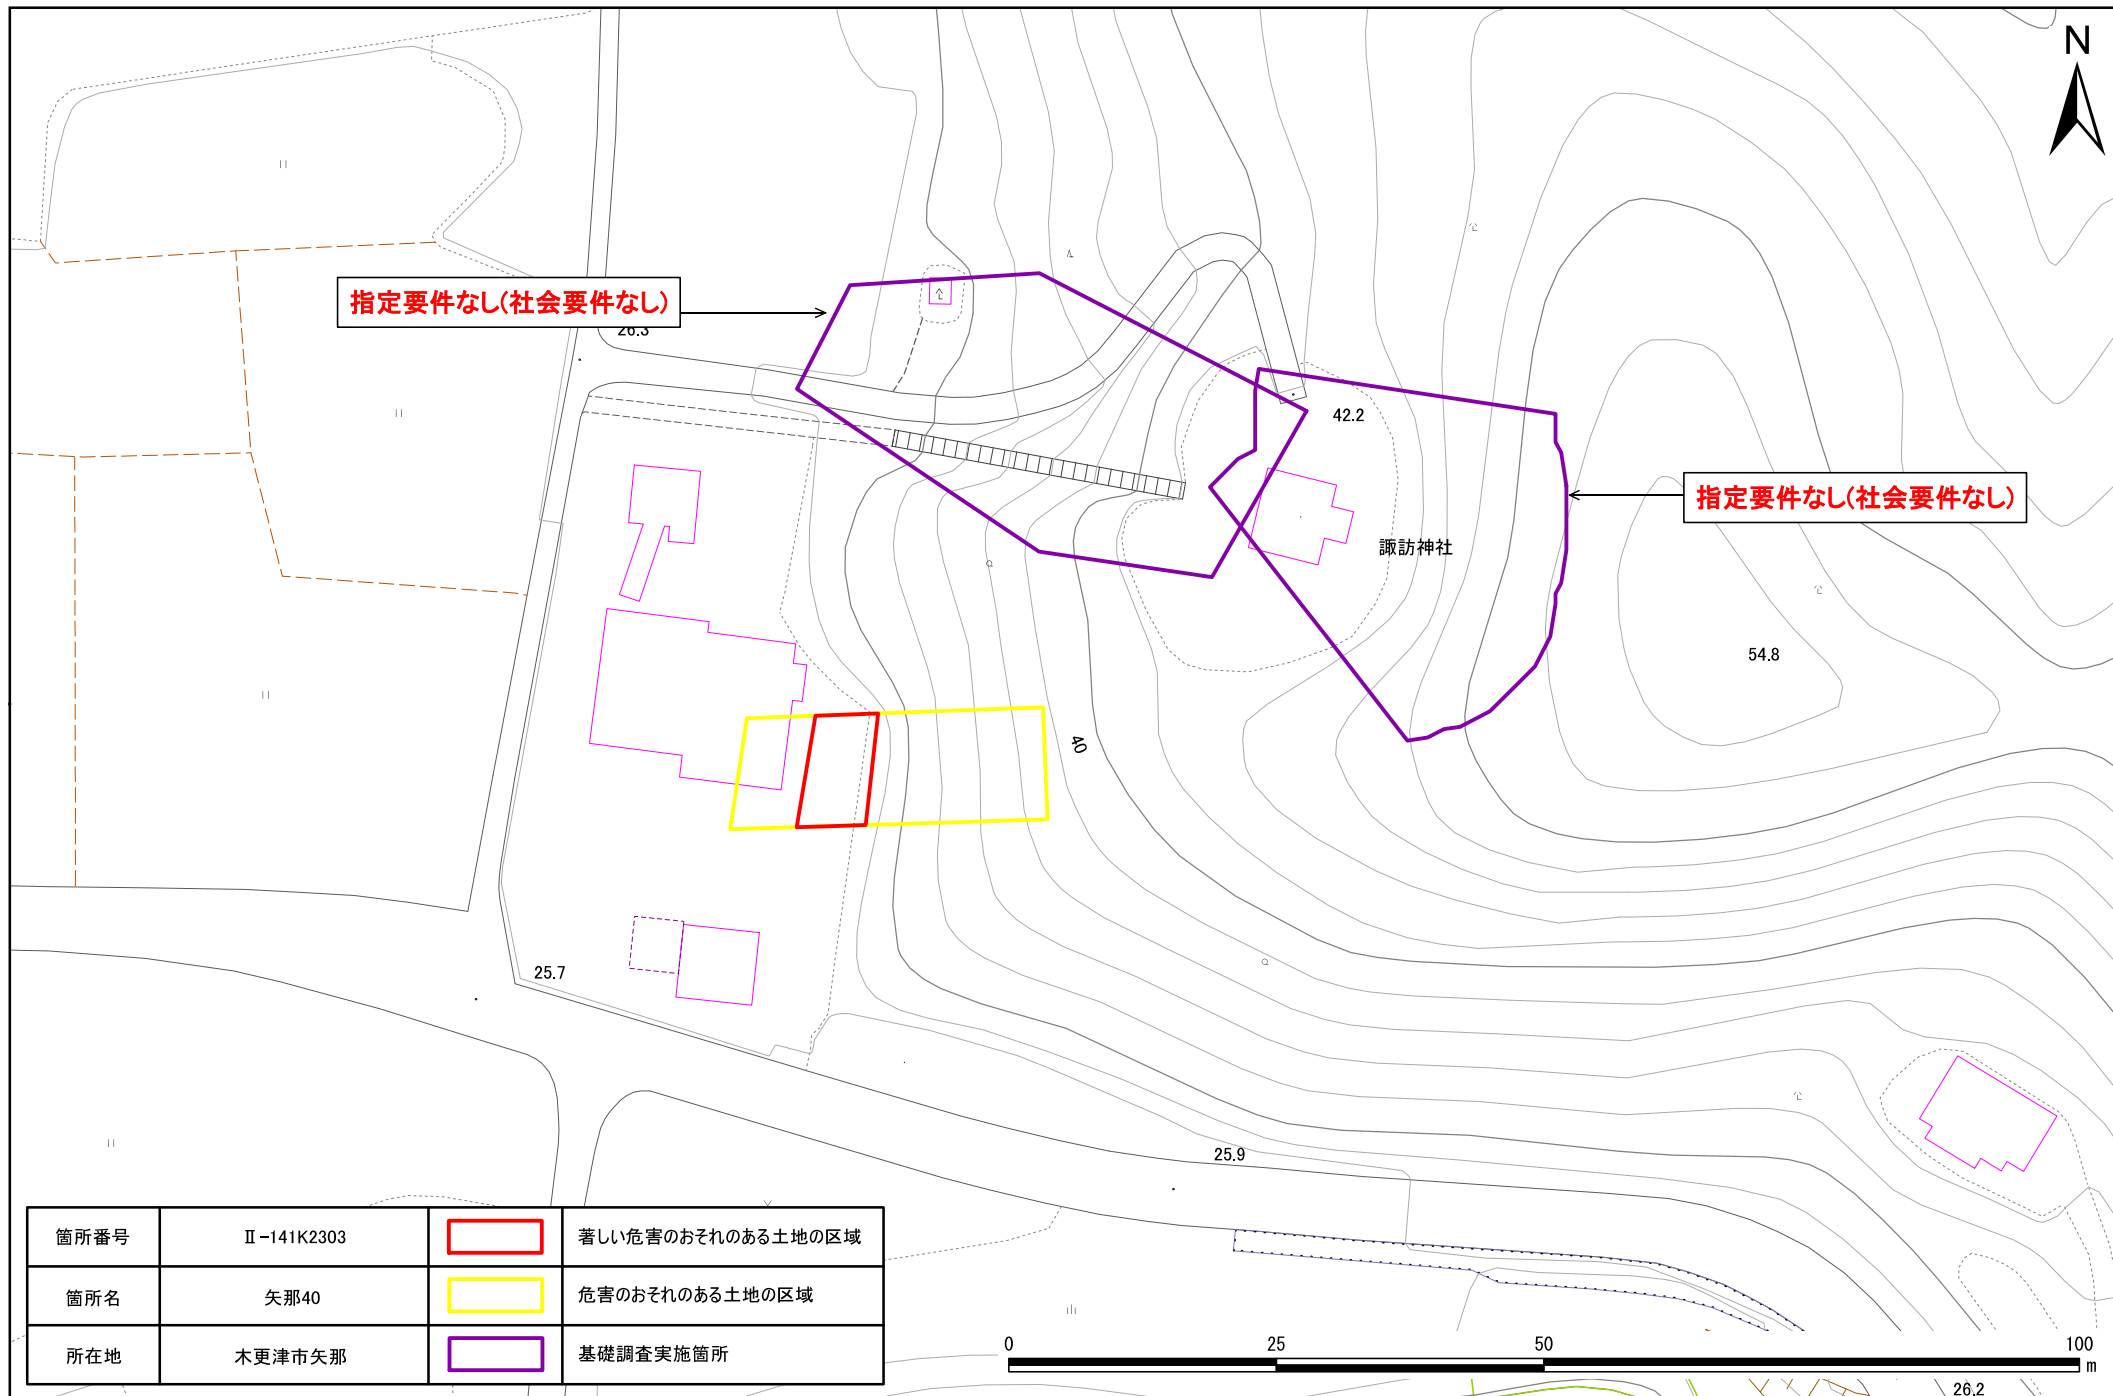 N
指定要件なし(社会要件なし)
26.3
42.2
指定要件なし(社会要件なし)
諏訪神社
54.8
40
25.7
25.9
箇所番号 Ⅱ-141K2303 著しい危害のおそれのある土地の区域
箇所名 矢那40 危害のおそれのある土地の区域
所在地 木更津市矢那 基礎調査実施箇所
0 25 50 100
m
26.2